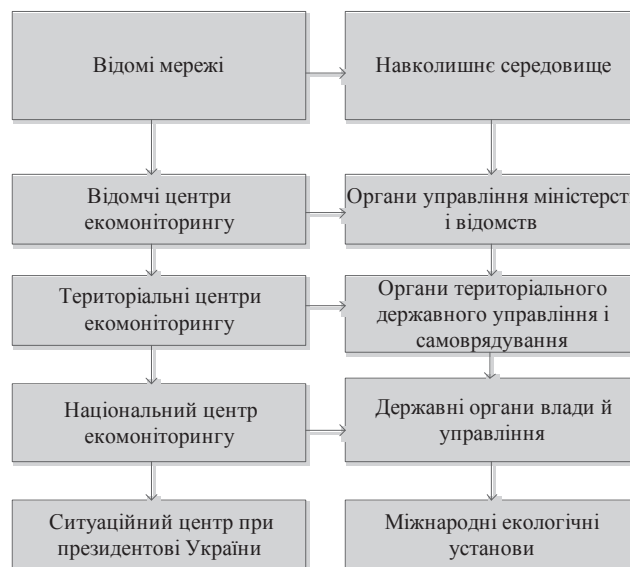 Відомі мережі
Навколишнє середовище
Відомчі центри
екомоніторингу
Органи управління міністерст
і відомств
Територіальні центри
екомоніторингу
Органи територіального
державного управління і
самоврядування
Національний центр
екомоніторингу
Державні органи влади й
управління
Ситуаційний центр при
президентові України
Міжнародні екологічні
установи